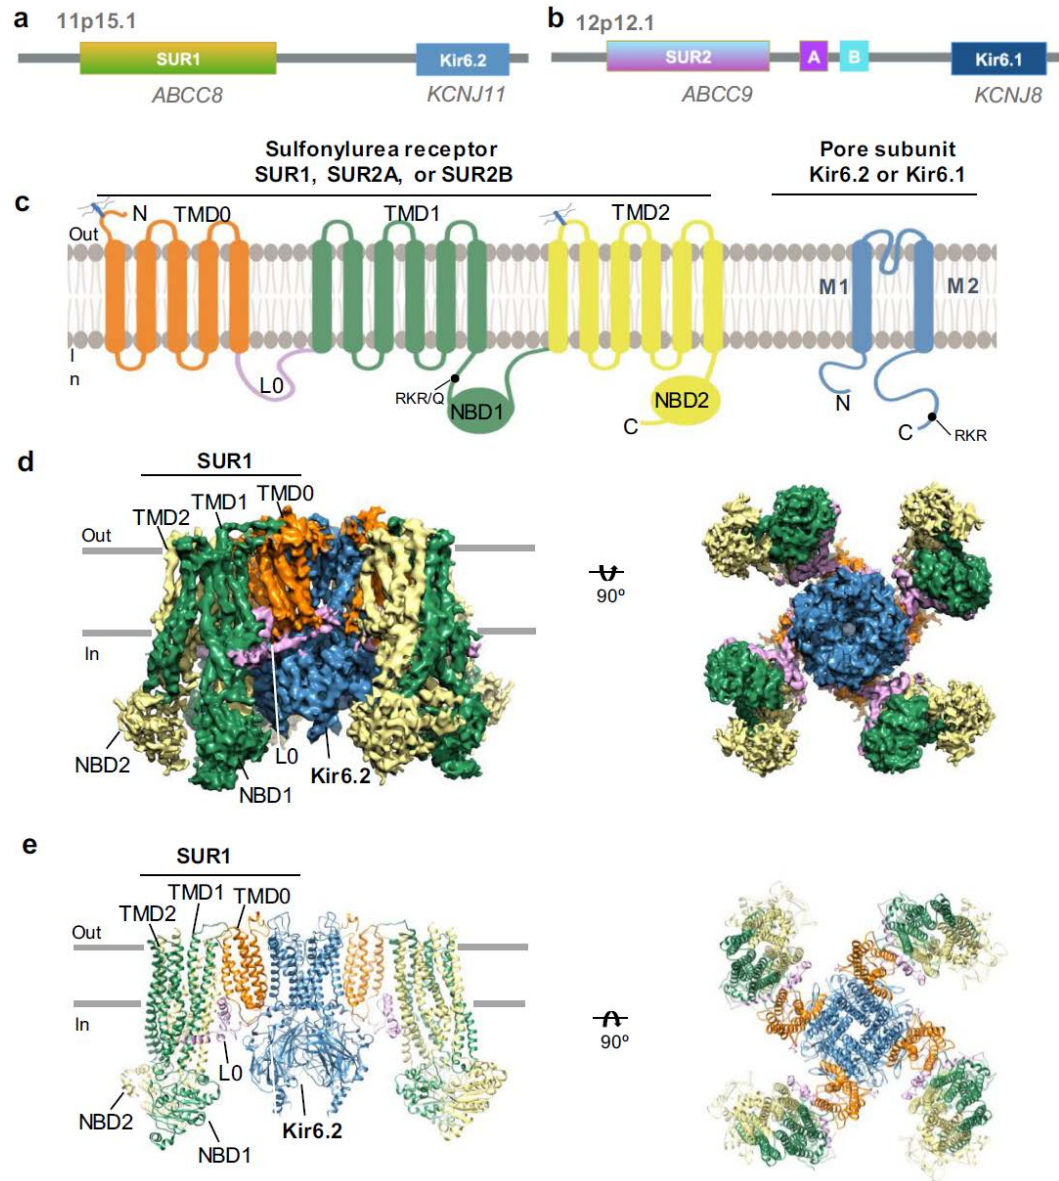 a
11p15.1
SUR1
Kir6.2
ABCC8
KCNJ11
b
12p12.1
SUR2
A
B
Kir6.1
ABCC9
KCNJ8
Sulfonylurea receptor
SUR1, SUR2A, or SUR2B
Pore subunit
Kir6.2 or Kir6.1
c
N
TMD0
TMD1
TMD2
Out
M1
M2
I
n
L0
RKR/Q
NBD1
NBD2
C
N
C
RKR
d
SUR1
TMD0
TMD1
TMD2
Out
In
90º
NBD2
L0
Kir6.2
NBD1
e
SUR1
TMD1
TMD0
TMD2
Out
In
90º
L0
NBD2
Kir6.2
NBD1